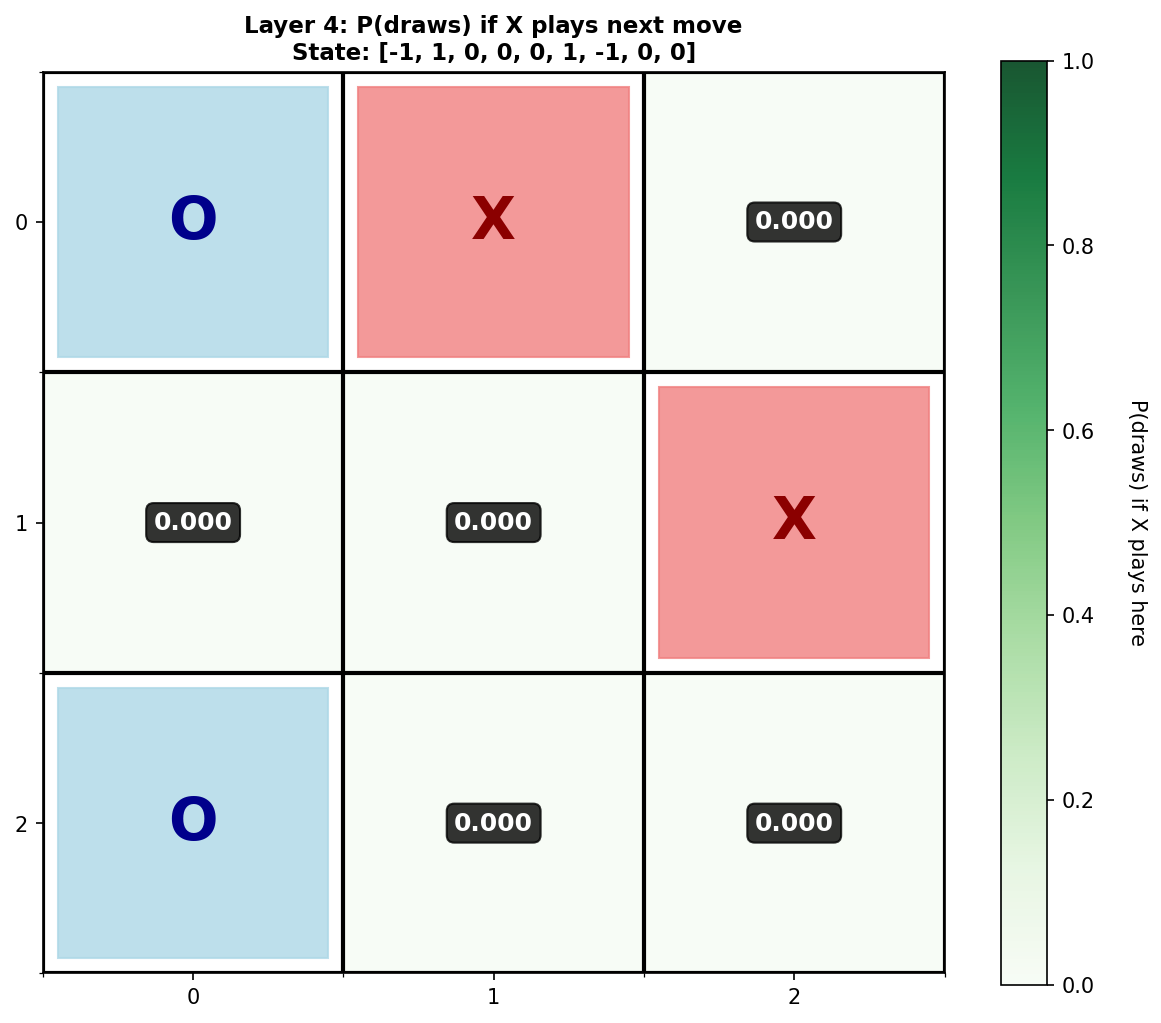 Layer 4: P(draws) if X plays next move
State: [-1, 1, 0, 0, 0, 1, -1, 0, 0]
O
X
0.000
0.000
0.000
X
O
0.000
0.000
0
1
2
0
1
2
1.0
0.8
0.6
0.4
0.2
0.0
P(draws) if X plays here